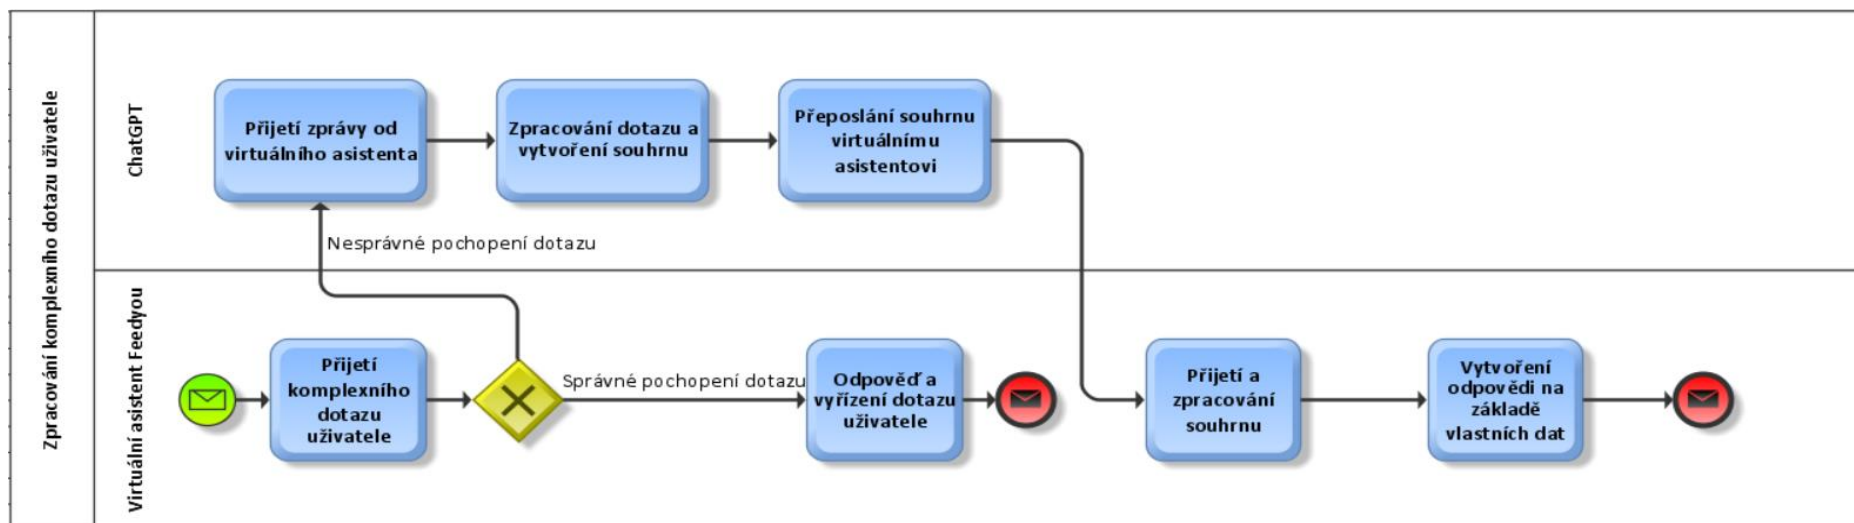 Zpracování komplexního dotazu uživatele
ChatGPT
Přijetí zprávy od
virtuálního asistenta
Zpracování dotazu a
vytvoření souhrnu
Přeposlání souhrnu
virtuálnímu
asistentovi
Nesprávné pochopení dotazu
Virtuální asistent Feedyou
Přijetí
komplexního
dotazu
uživatele
Správné pochopení dotazu
Odpověď a
vyřízení dotazu
uživatele
Přijetí a
zpracování
souhrnu
Vytvoření
odpovědi na
základě
vlastních dat